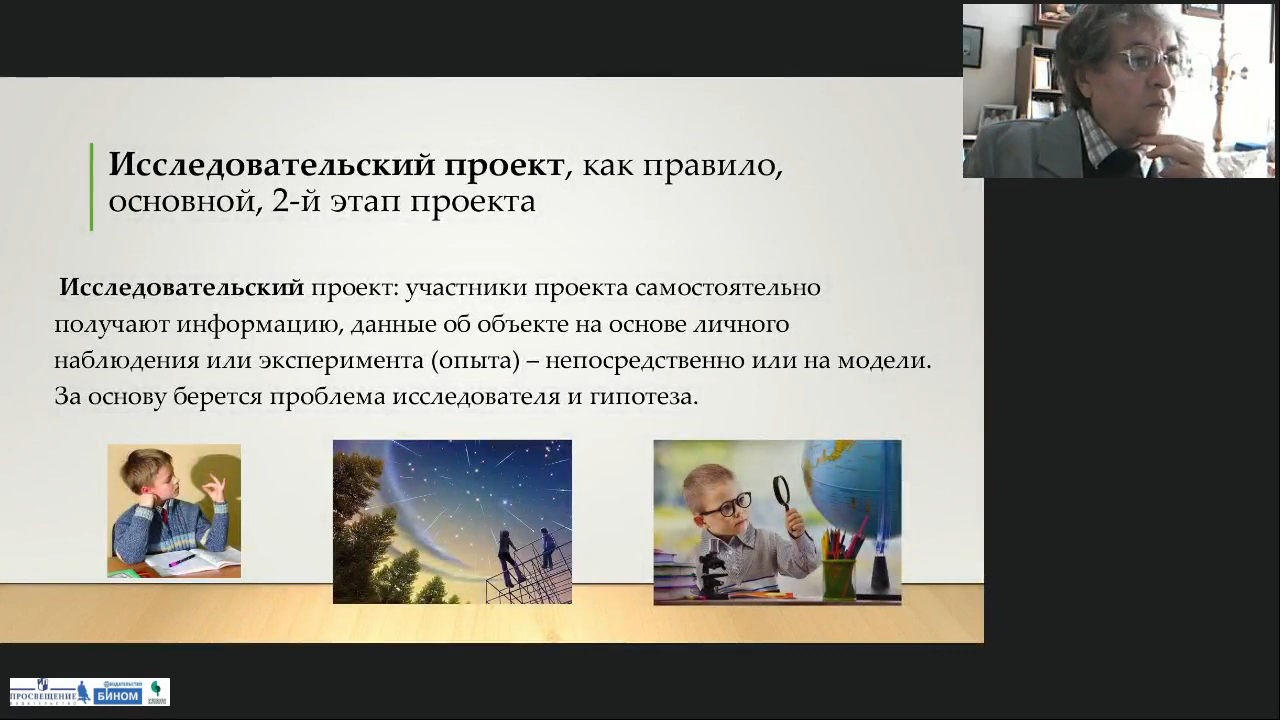 Исследовательский проект, как правило,
основной, 2-й этап проекта
Исследовательский проект: участники проекта самостоятельно
получают информацию, данные об объекте на основе личного
наблюдения или эксперимента (опыта) – непосредственно или на модели.
За основу берется проблема исследователя и гипотеза.
ПРОСВЕЩЕНИЕ
ИЗДАТЕЛЬСТВО
ИЗДАТЕЛЬСТВО
БИНОМ